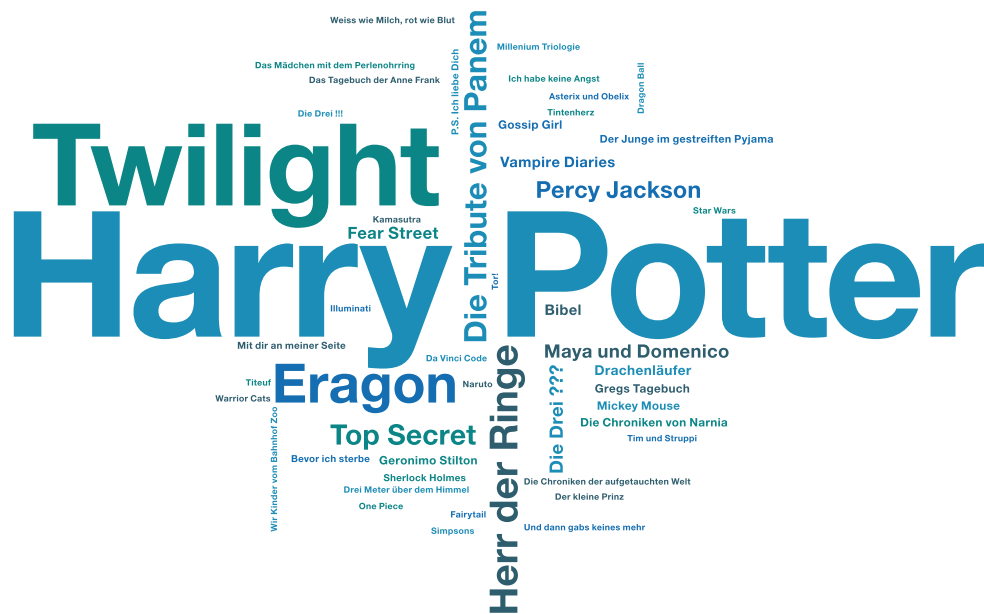 Weiss wie Milch, rot wie Blut
Die Tribute von Panem
Millenium Triologie
P.S. Ich liebe Dich
Das Mädchen mit dem Perlenohrring
Das Tagebuch der Anne Frank
Ich habe keine Angst
Dragon Ball
Asterix und Obelix
Die Drei !!!
Tintenherz
Gossip Girl
Twilight
Der Junge im gestreiften Pyjama
Vampire Diaries
Percy Jackson
Star Wars
Kamasutra
Fear Street
Harry Potter
Tor!
Illuminati
Bibel
Mit dir an meiner Seite
Herr der Ringe
Maya und Domenico
Da Vinci Code
Die Drei ???
Drachenläufer
Titeuf
Eragon
Naruto
Gregs Tagebuch
Warrior Cats
Mickey Mouse
Wir Kinder vom Bahnhof Zoo
Die Chroniken von Narnia
Top Secret
Tim und Struppi
Bevor ich sterbe
Geronimo Stilton
Sherlock Holmes
Die Chroniken der aufgetauchten Welt
Drei Meter über dem Himmel
Der kleine Prinz
One Piece
Fairytail
Simpsons
Und dann gabs keines mehr